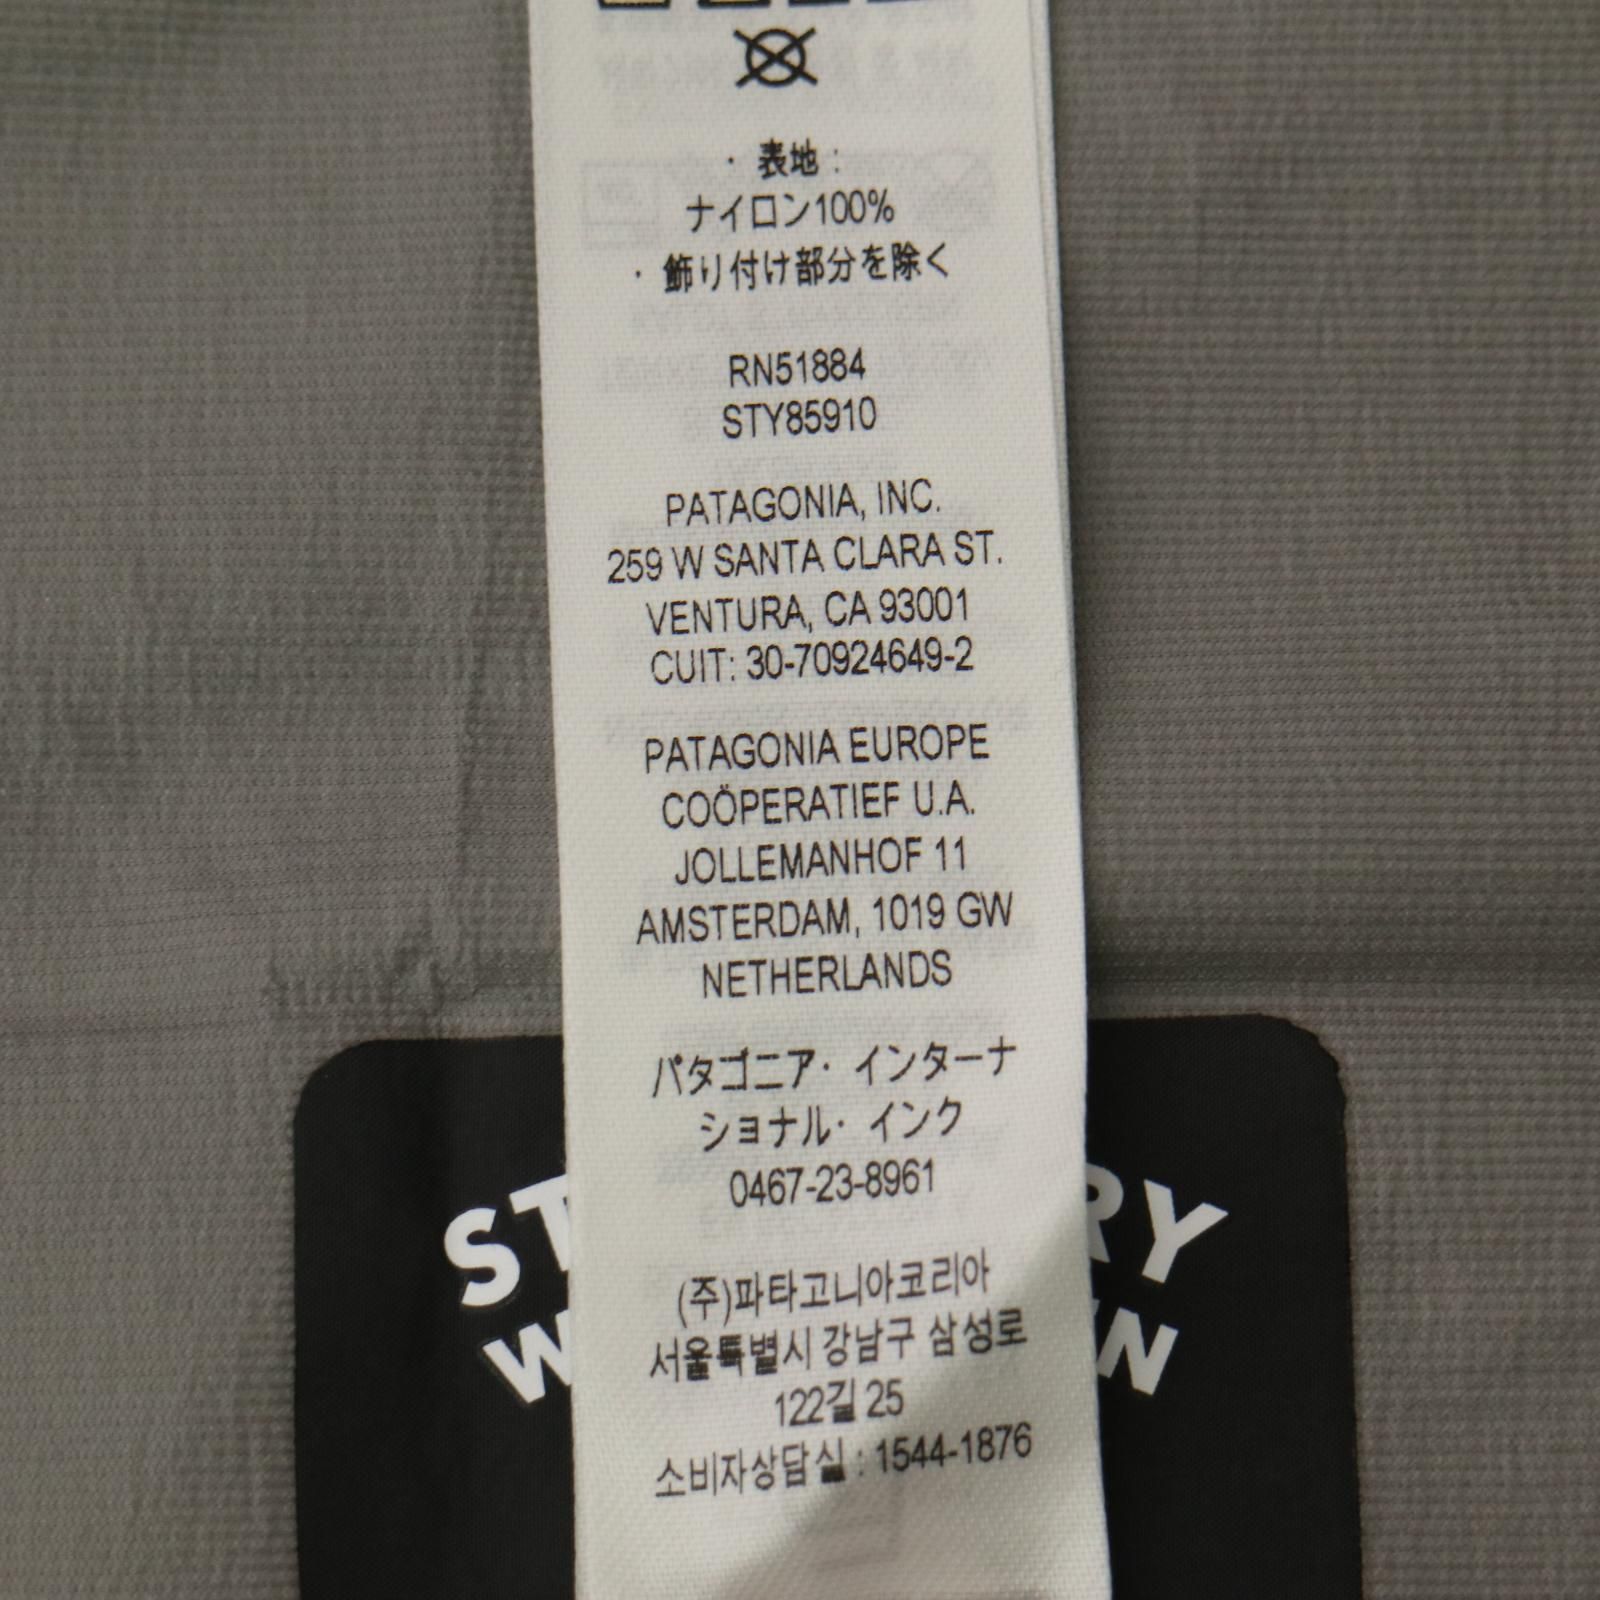 ・表地：
ナイロン100%
・飾り付け部分を除く
RN51884
STY85910
PATAGONIA, INC.
259 W SANTA CLARA ST.
VENTURA, CA 93001
CUIT: 30-70924649-2
PATAGONIA EUROPE
COÖPERATIEF U.A.
JOLLEMANHOF 11
AMSTERDAM, 1019 GW
NETHERLANDS
パタゴニア・インターナ
ショナル・インク
0467-23-8961
(주)파타고니아코리아
서울특별시 강남구 삼성로
122길 25
소비자상담실 : 1544-1876